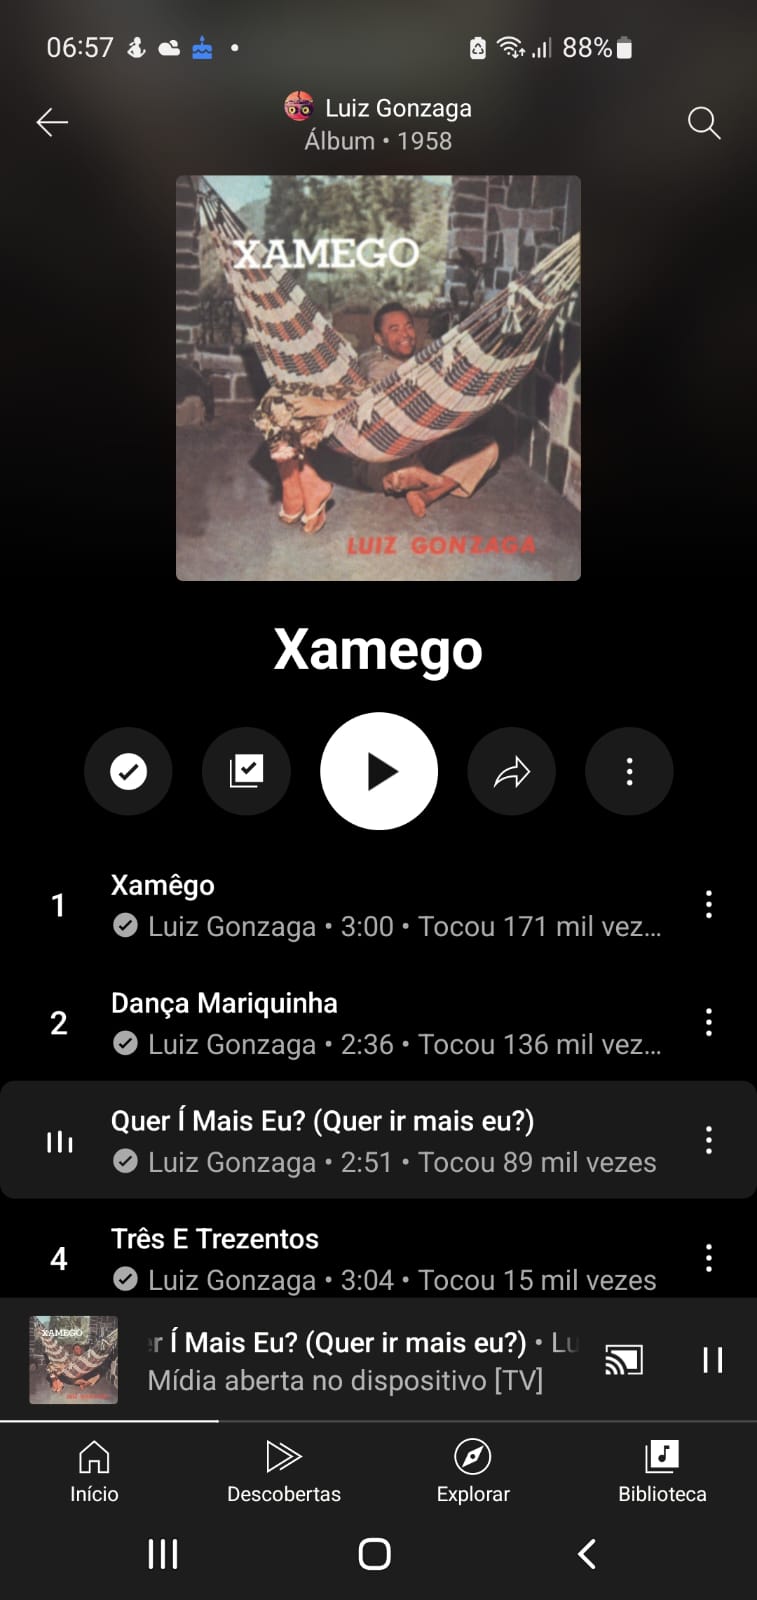 06:57
88%
Luiz Gonzaga
Álbum • 1958
XAMEGO
LUIZ GONZAGA
Xamego
1
Xamêgo
Luiz Gonzaga • 3:00 • Tocou 171 mil vez...
2
Dança Mariquinha
Luiz Gonzaga • 2:36 • Tocou 136 mil vez...
Quer Í Mais Eu? (Quer ir mais eu?)
Luiz Gonzaga • 2:51 • Tocou 89 mil vezes
4
Três E Trezentos
Luiz Gonzaga • 3:04 • Tocou 15 mil vezes
XAMEGO
er Í Mais Eu? (Quer ir mais eu?) • Lu
Mídia aberta no dispositivo [TV]
Início
Descobertas
Explorar
Biblioteca